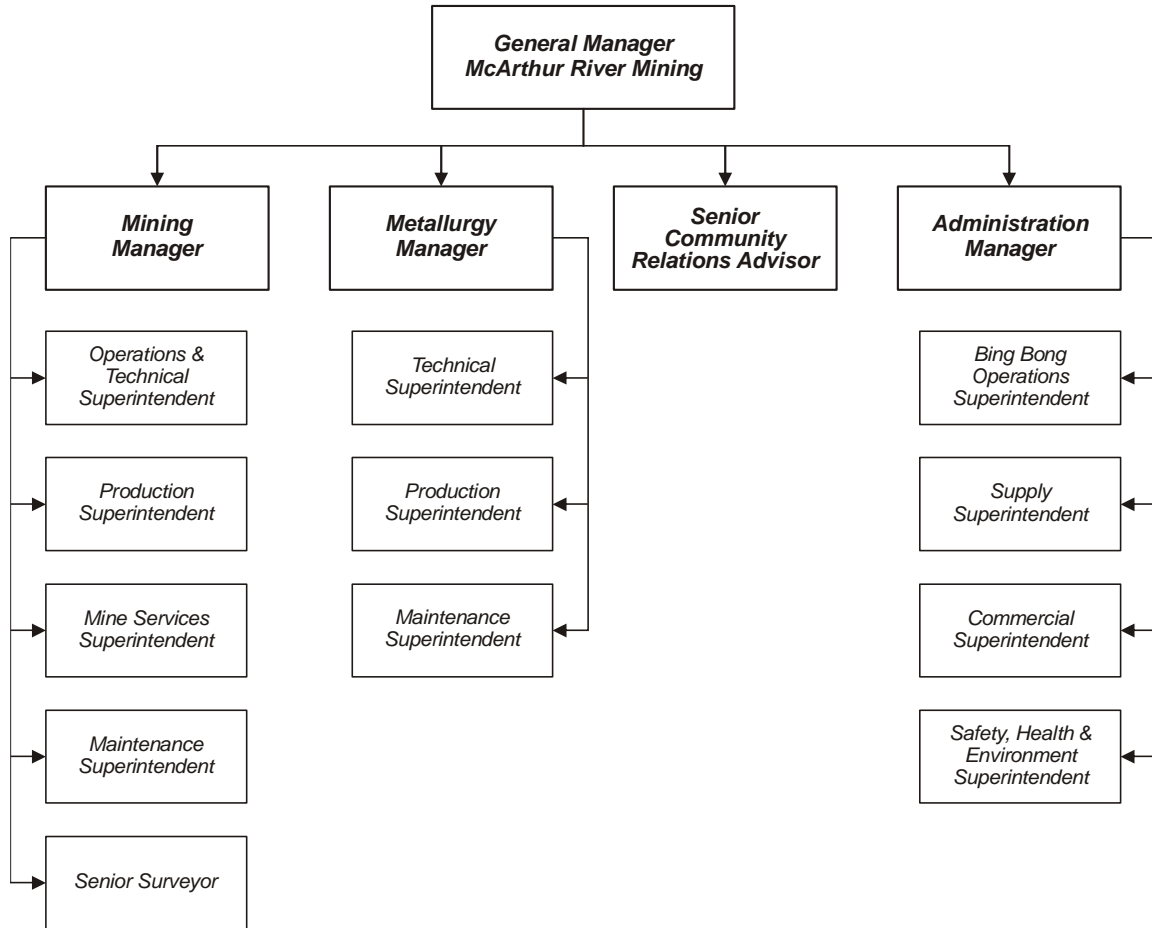 General Manager
McArthur River Mining
Mining
Manager
Metallurgy
Manager
Senior
Community
Relations Advisor
Administration
Manager
Operations &
Technical
Superintendent
Technical
Superintendent
Bing Bong
Operations
Superintendent
Production
Superintendent
Production
Superintendent
Supply
Superintendent
Mine Services
Superintendent
Maintenance
Superintendent
Commercial
Superintendent
Maintenance
Superintendent
Safety, Health &
Environment
Superintendent
Senior Surveyor